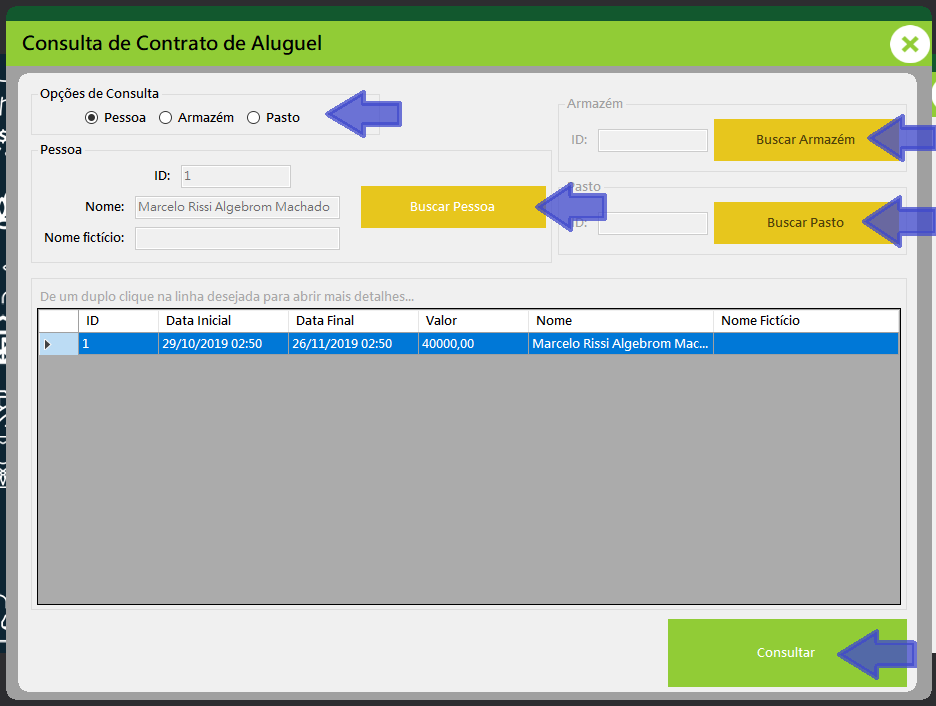 Consulta de Contrato de Aluguel
Opções de Consulta
Pessoa Armazém Pasto
Pessoa
ID: 1
Nome: Marcelo Rissi Algebrom Machado
Nome fictício:
Buscar Pessoa
Armazém
ID:
Buscar Armazém
Pasto
ID:
Buscar Pasto
De um duplo clique na linha desejada para abrir mais detalhes...
ID Data Inicial Data Final Valor Nome Nome Fictício
1 29/10/2019 02:50 26/11/2019 02:50 40000,00 Marcelo Rissi Algebrom Mac...
Consultar